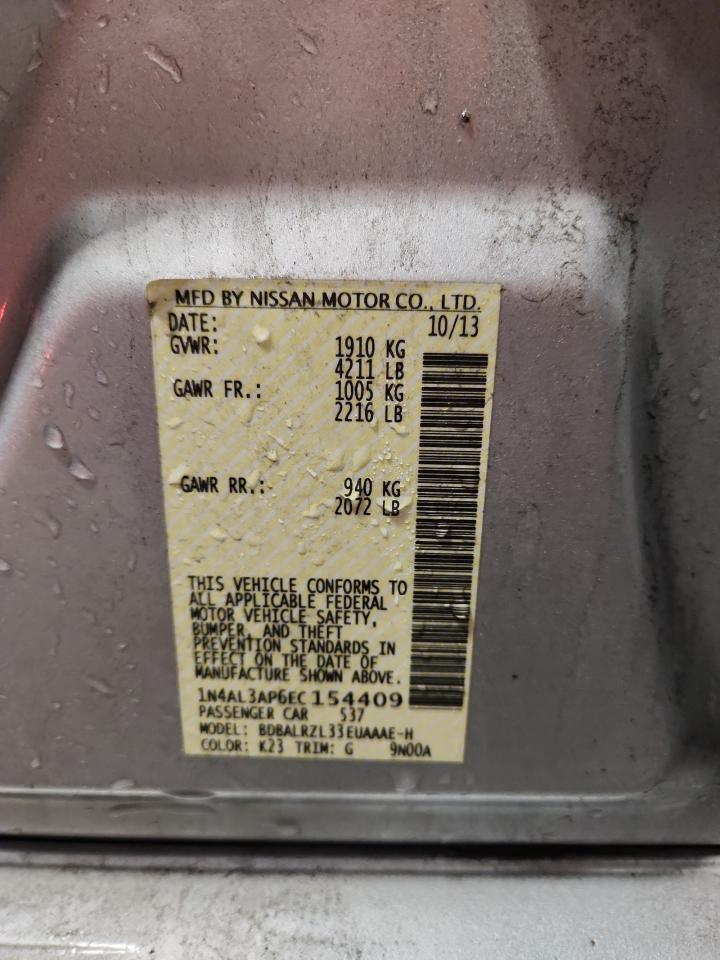 MFD BY NISSAN MOTOR CO., LTD.
DATE: 10/13
GVWR: 1910 KG
4211 LB
GAWR FR.: 1005 KG
2216 LB
GAWR RR.: 940 KG
2072 LB
THIS VEHICLE CONFORMS TO
ALL APPLICABLE FEDERAL
MOTOR VEHICLE SAFETY,
BUMPER, AND THEFT
PREVENTION STANDARDS IN
EFFECT ON THE DATE OF
MANUFACTURE SHOWN ABOVE.
1N4AL3AP6EC154409
PASSENGER CAR 537
MODEL: BDBALRZL33EUAAAE-H
COLOR: K23 TRIM: G 9N00A